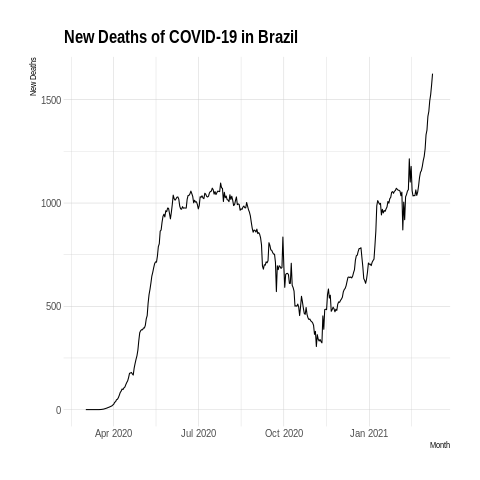 New Deaths of COVID-19 in Brazil
New Deaths
1500
1000
500
0
Apr 2020
Jul 2020
Oct 2020
Jan 2021
Month